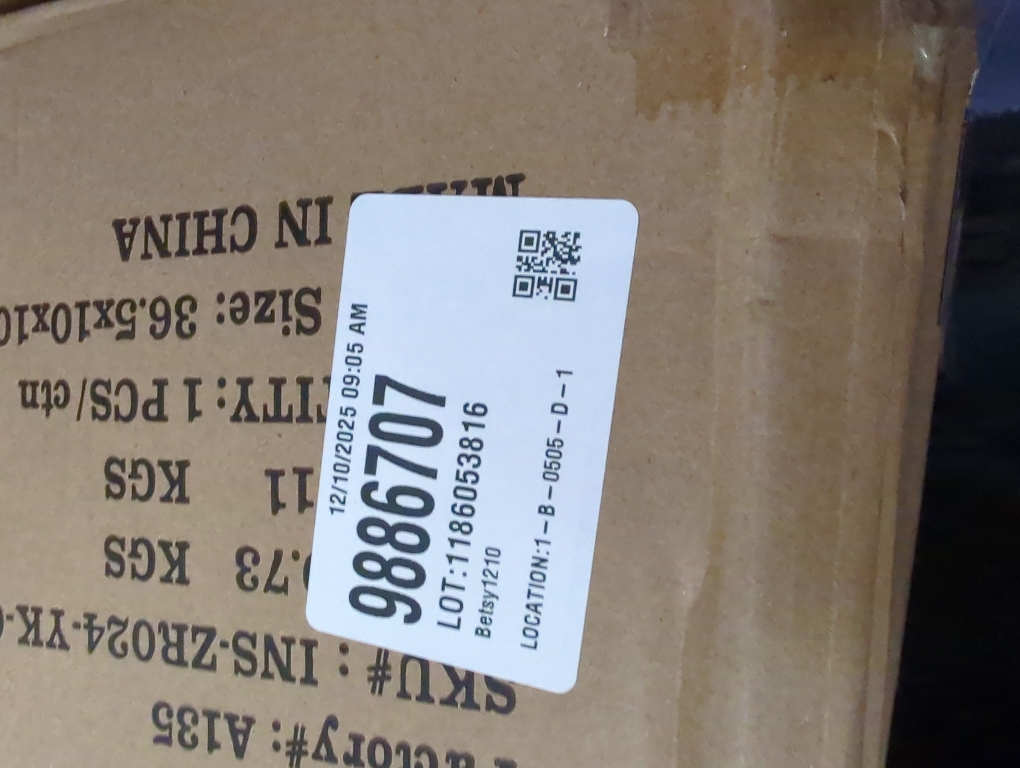 12/10/2025 09:05 AM
9886707
LOT:1186053816
Betsy1210
LOCATION:1-B-0505-D-1
Factory#: A135
SKU# : INS-ZR024-YK-
.73 KGS
11 KGS
ITY: 1 PCS/ctn
Size: 36.5x10x10
IN CHINA